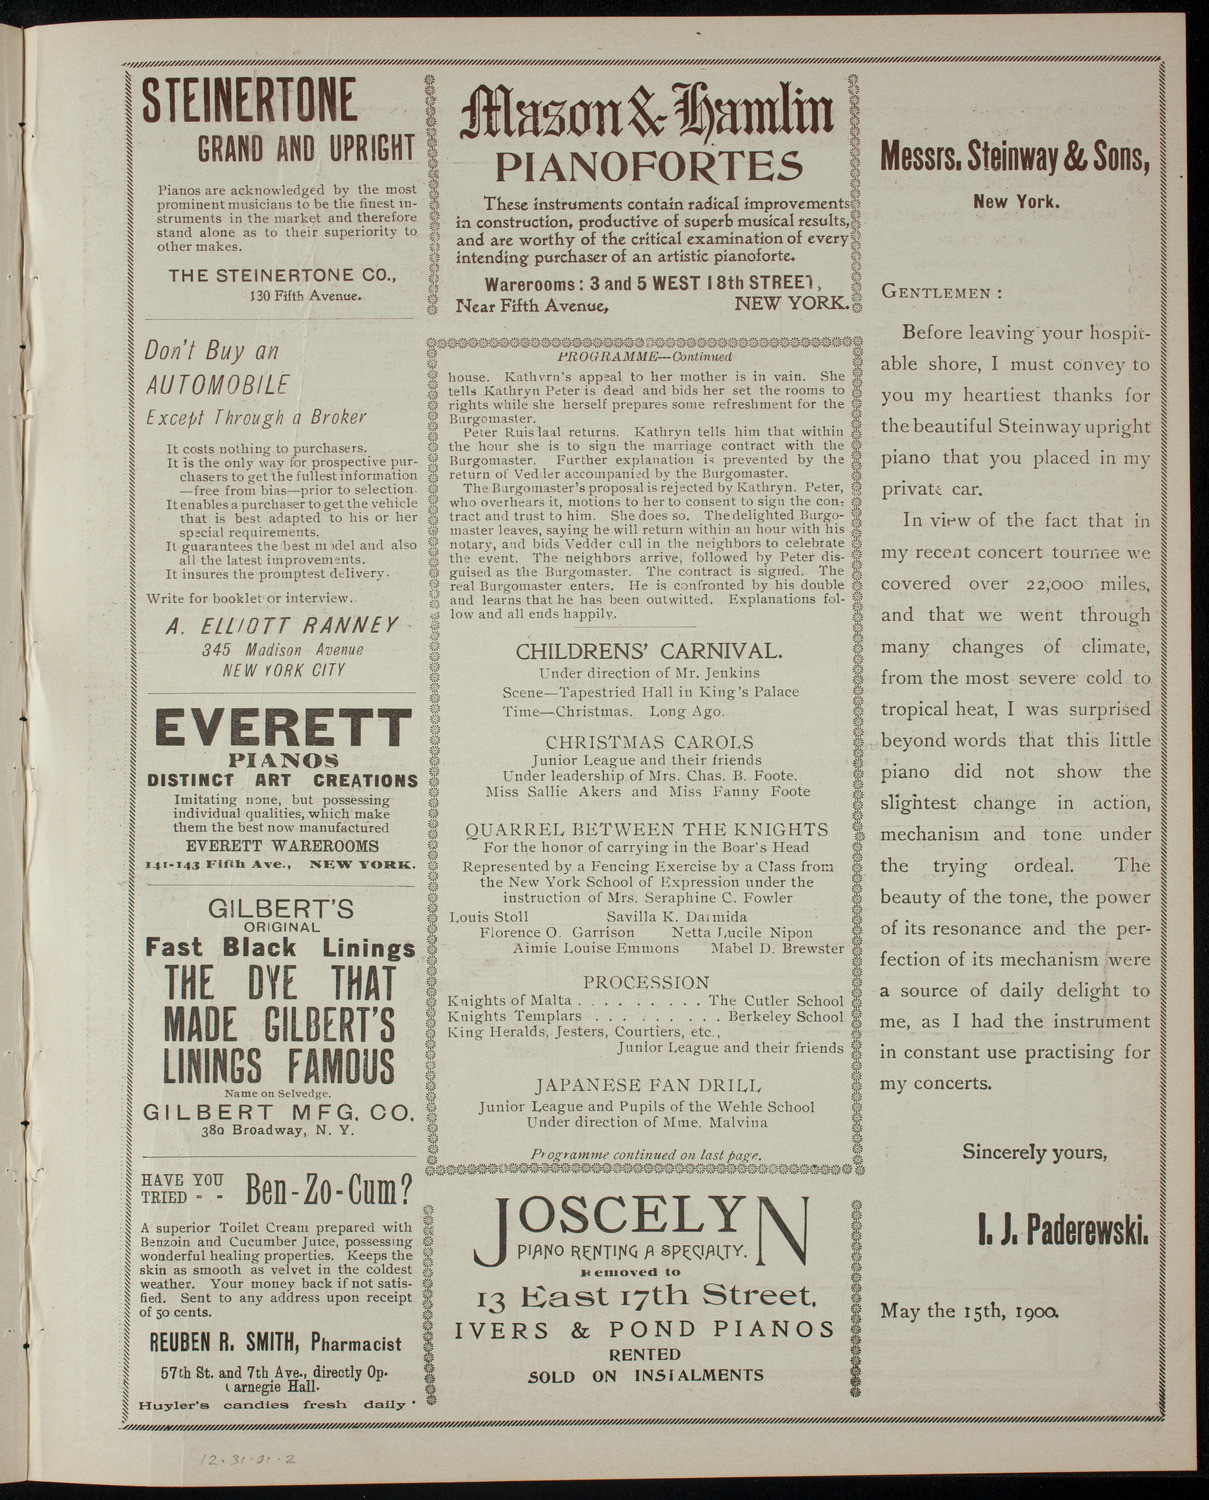 STEINERTONE
GRAND AND UPRIGHT
Pianos are acknowledged by the most
prominent musicians to be the finest in-
struments in the market and therefore
stand alone as to their superiority to
other makes.
THE STEINERTONE CO.,
130 Fifth Avenue.
Don't Buy an
AUTOMOBILE
Except Through a Broker
It costs nothing to purchasers.
It is the only way for prospective pur-
chasers to get the fullest information
—free from bias—prior to selection.
It enables a purchaser to get the vehicle
that is best adapted to his or her
special requirements.
It guarantees the best model and also
all the latest improvements.
It insures the promptest delivery.
Write for booklet or interview.
A. ELLIOTT RANNEY
345 Madison Avenue
NEW YORK CITY
EVERETT
PIANOS
DISTINCT ART CREATIONS
Imitating none, but possessing
individual qualities, which make
them the best now manufactured
EVERETT WAREROOMS
141-143 Fifth Ave., NEW YORK.
GILBERT'S
ORIGINAL
Fast Black Linings
THE DYE THAT
MADE GILBERT'S
LININGS FAMOUS
Name on Selvedge.
GILBERT MFG. CO.
380 Broadway, N. Y.
HAVE YOU
TRIED - - Ben-Zo-Cum?
A superior Toilet Cream prepared with
Benzoin and Cucumber Juice, possessing
wonderful healing properties. Keeps the
skin as smooth as velvet in the coldest
weather. Your money back if not satis-
fied. Sent to any address upon receipt
of 50 cents.
REUBEN R. SMITH, Pharmacist
57th St. and 7th Ave., directly Op.
Carnegie Hall.
Huyler's candies fresh daily
Mason & Hamlin
PIANOFORTES
These instruments contain radical improvements
in construction, productive of superb musical results,
and are worthy of the critical examination of every
intending purchaser of an artistic pianoforte.
Warerooms: 3 and 5 WEST 18th STREET,
Near Fifth Avenue, NEW YORK.
PROGRAMME—Continued
house. Kathryn's appeal to her mother is in vain. She
tells Kathryn Peter is dead and bids her set the rooms to
rights while she herself prepares some refreshment for the
Burgomaster.
Peter Ruislaal returns. Kathryn tells him that within
the hour she is to sign the marriage contract with the
Burgomaster. Further explanation is prevented by the
return of Vedder accompanied by the Burgomaster.
The Burgomaster's proposal is rejected by Kathryn. Peter,
who overhears it, motions to her to consent to sign the con-
tract and trust to him. She does so. The delighted Burgo-
master leaves, saying he will return within an hour with his
notary, and bids Vedder call in the neighbors to celebrate
the event. The neighbors arrive, followed by Peter dis-
guised as the Burgomaster. The contract is signed. The
real Burgomaster enters. He is confronted by his double
and learns that he has been outwitted. Explanations fol-
low and all ends happily.
CHILDRENS' CARNIVAL.
Under direction of Mr. Jenkins
Scene—Tapestried Hall in King's Palace
Time—Christmas. Long Ago.
CHRISTMAS CAROLS
Junior League and their friends
Under leadership of Mrs. Chas. B. Foote.
Miss Sallie Akers and Miss Fanny Foote
QUARREL BETWEEN THE KNIGHTS
For the honor of carrying in the Boar's Head
Represented by a Fencing Exercise by a Class from
the New York School of Expression under the
instruction of Mrs. Seraphine C. Fowler
Louis Stoll Savilla K. Daimida
Florence O. Garrison Netta Lucile Nipon
Aimie Louise Emmons Mabel D. Brewster
PROCESSION
Knights of Malta . . . . . . . . . The Cutler School
Knights Templars . . . . . . . . . Berkeley School
King Heralds, Jesters, Courtiers, etc.,
Junior League and their friends
JAPANESE FAN DRILL
Junior League and Pupils of the Wehle School
Under direction of Mme. Malvina
Programme continued on last page.
JOSCELYN
PIANO RENTING A SPECIALTY.
Removed to
13 East 17th Street.
IVERS & POND PIANOS
RENTED
SOLD ON INSTALMENTS
Messrs. Steinway & Sons,
New York.
GENTLEMEN:
Before leaving your hospit-
able shore, I must convey to
you my heartiest thanks for
the beautiful Steinway upright
piano that you placed in my
private car.
In view of the fact that in
my recent concert tournee we
covered over 22,000 miles,
and that we went through
many changes of climate,
from the most severe cold to
tropical heat, I was surprised
beyond words that this little
piano did not show the
slightest change in action,
mechanism and tone under
the trying ordeal. The
beauty of the tone, the power
of its resonance and the per-
fection of its mechanism were
a source of daily delight to
me, as I had the instrument
in constant use practising for
my concerts.
Sincerely yours,
I. J. Paderewski.
May the 15th, 1900.
12.31.01.2